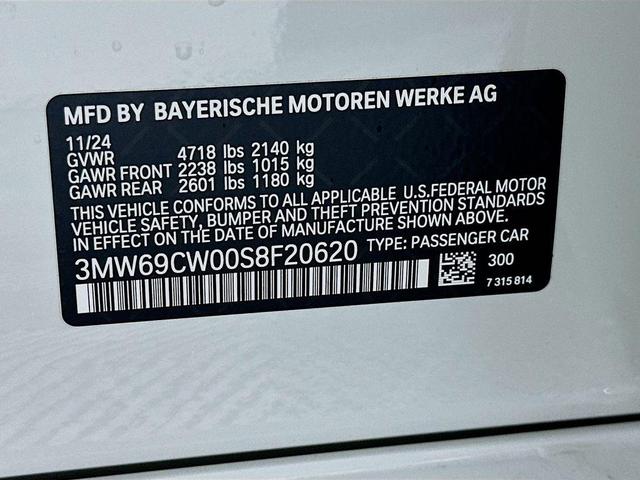 MFD BY BAYERISCHE MOTOREN WERKE AG
11/24
GVWR 4718 lbs 2140 kg
GAWR FRONT 2238 lbs 1015 kg
GAWR REAR 2601 lbs 1180 kg
THIS VEHICLE CONFORMS TO ALL APPLICABLE U.S.FEDERAL MOTOR
VEHICLE SAFETY, BUMPER AND THEFT PREVENTION STANDARDS
IN EFFECT ON THE DATE OF MANUFACTURE SHOWN ABOVE.
3MW69CW00S8F20620 TYPE: PASSENGER CAR
300
7 315 814